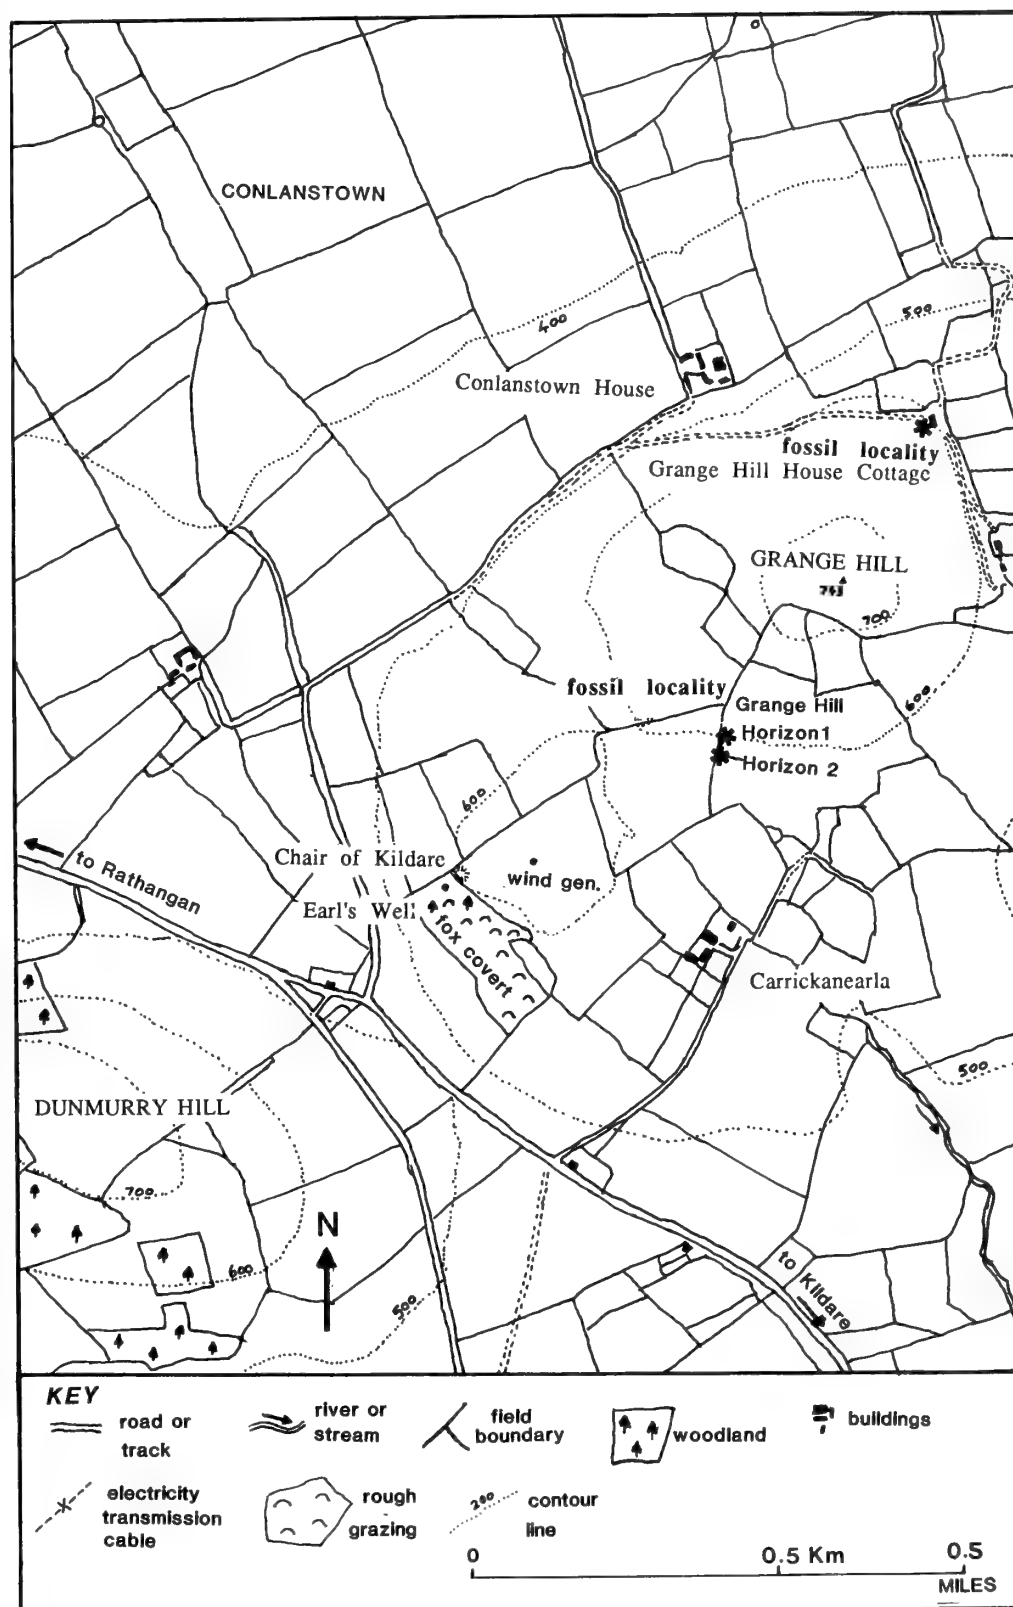 CONLANSTOWN
400
500
Conlanstown House
fossil locality
Grange Hill House Cottage
GRANGE HILL
743
700
fossil locality
600
Grange Hill
Horizon 1
Horizon 2
600
Chair of Kildare
wind gen.
to Rathangan
Earl's Well
fox covert
Carrickanearla
500
DUNMURRY HILL
700
N
600
500
to Kildare
KEY
road or
track
river or
stream
field
boundary
woodland
buildings
electricity
transmission
cable
rough
grazing
200
contour
line
0
0.5 Km
0.5
MILES